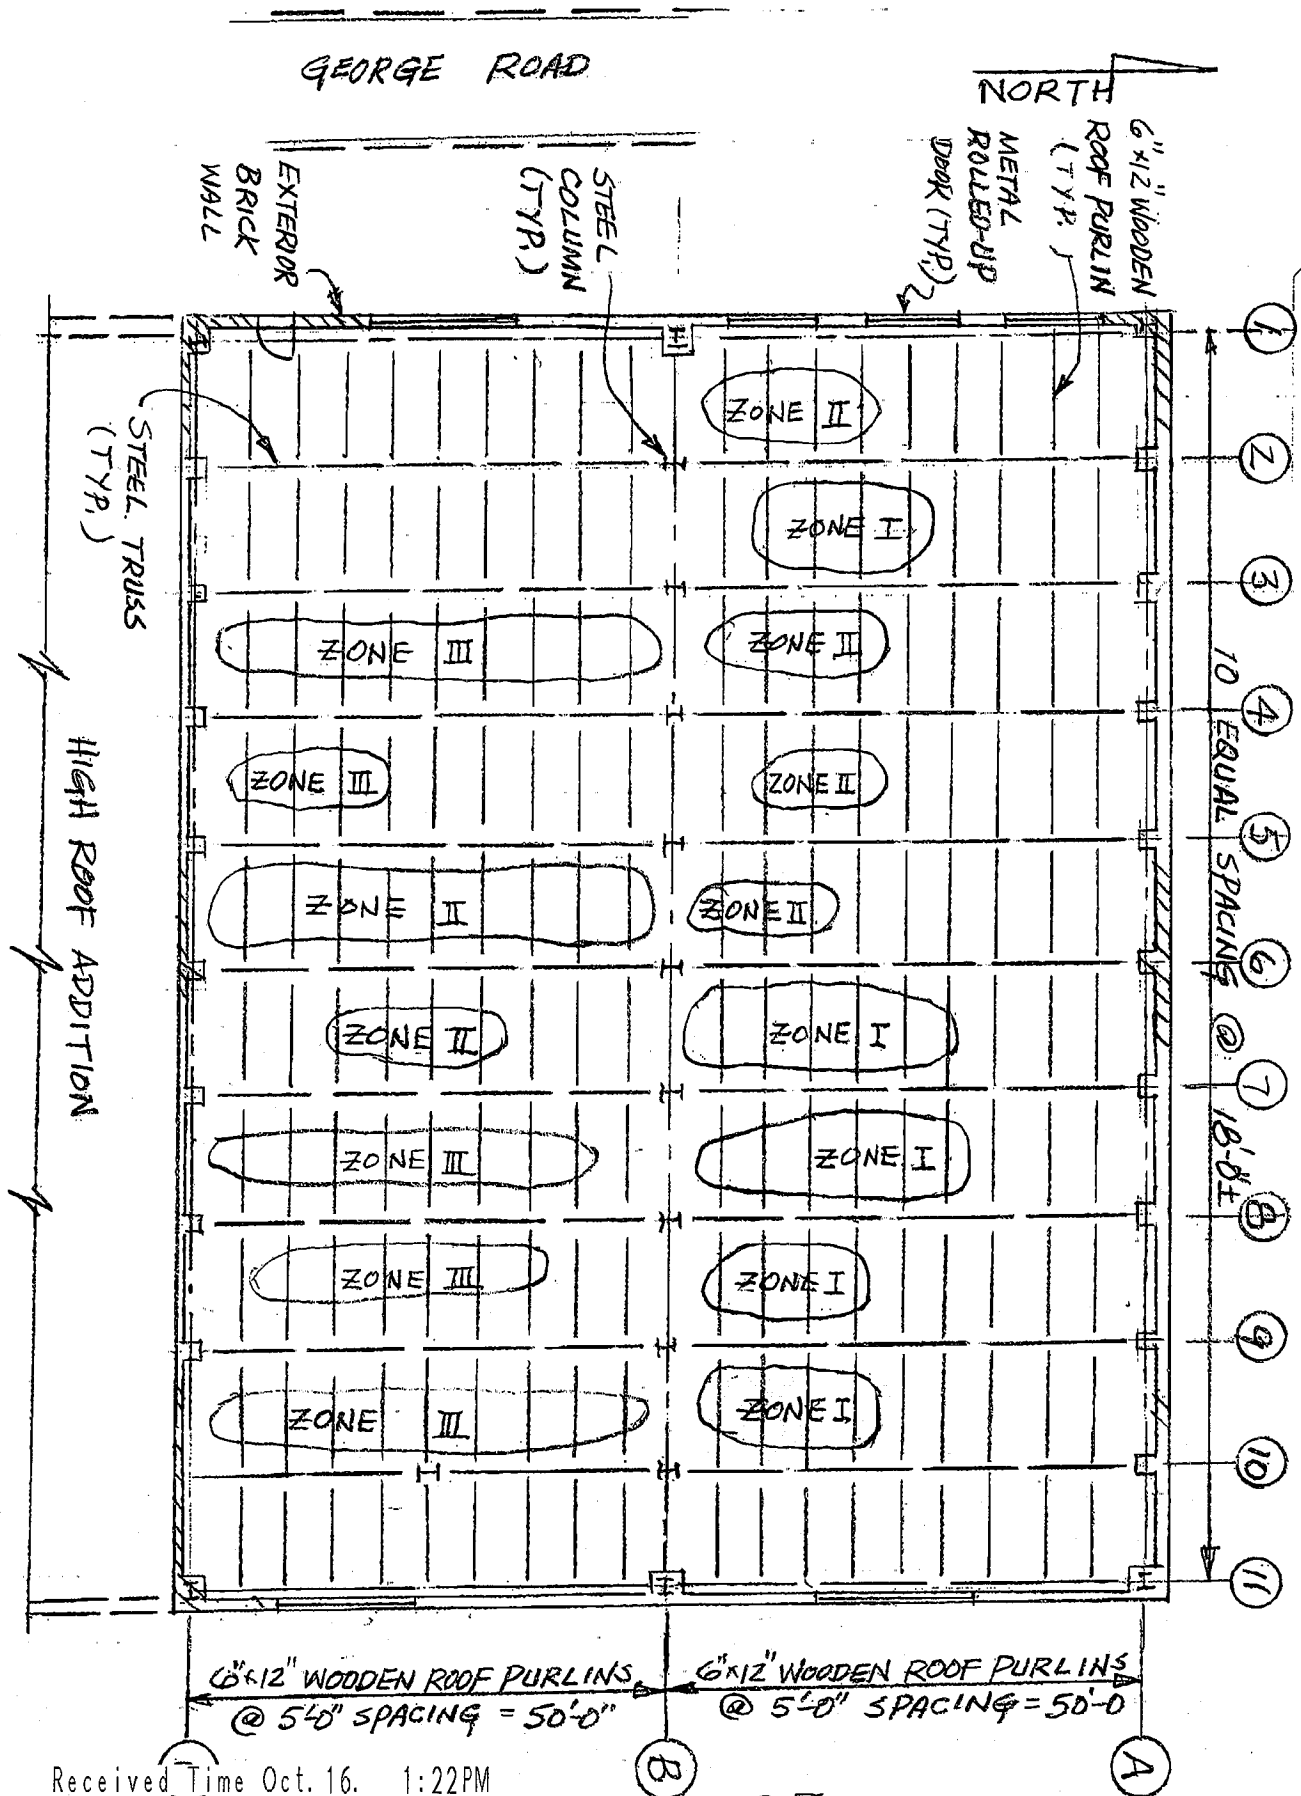 GEORGE ROAD
NORTH
6"x12" WOODEN
ROOF PURLIN
(TYP.)
METAL
ROLLED-UP
DOOR (TYP.)
STEEL
COLUMN
(TYP.)
EXTERIOR
BRICK
WALL
1
2
3
4
5
6
7
8
9
10
11
10 EQUAL SPACING @ 18'-0"±
STEEL TRUSS
(TYP.)
HIGH ROOF ADDITION
ZONE II
ZONE I
ZONE III
ZONE II
ZONE III
ZONE II
ZONE II
ZONE II
ZONE II
ZONE I
ZONE III
ZONE I
ZONE III
ZONE I
ZONE III
ZONE I
6"x12" WOODEN ROOF PURLINS
@ 5'-0" SPACING = 50'-0"
6"x12" WOODEN ROOF PURLINS
@ 5'-0" SPACING = 50'-0
B
A
Received Time Oct. 16. 1:22PM